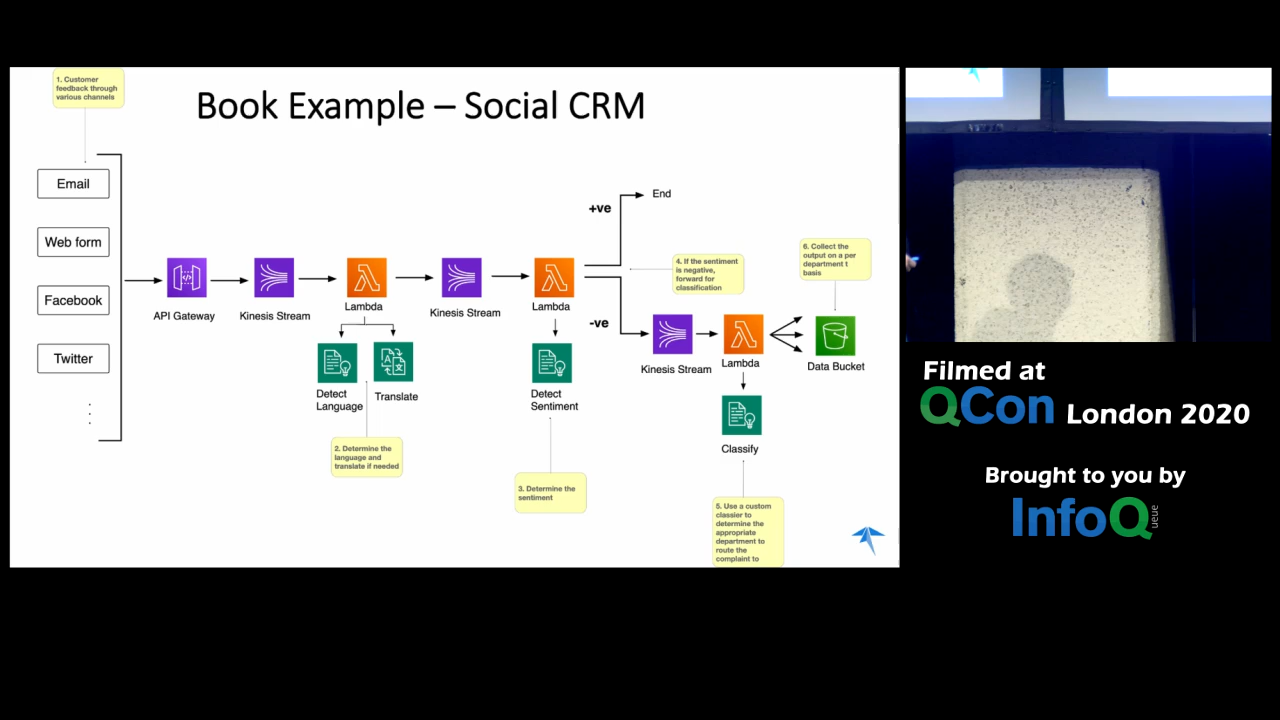 1. Customer
feedback through
various channels
Book Example – Social CRM
Email
Web form
Facebook
Twitter
API Gateway
Kinesis Stream
Lambda
Detect
Language
Translate
2. Determine the
language and
translate if needed
Kinesis Stream
Lambda
Detect
Sentiment
3. Determine the
sentiment
+ve
End
-ve
4. If the sentiment
is negative,
forward for
classification
Kinesis Stream
Lambda
Classify
5. Use a custom
classier to
determine the
appropriate
department to
route the
complaint to
6. Collect the
output on a per
department t
basis
Data Bucket
Filmed at
QCon London 2020
Brought to you by
InfoQ
ueue